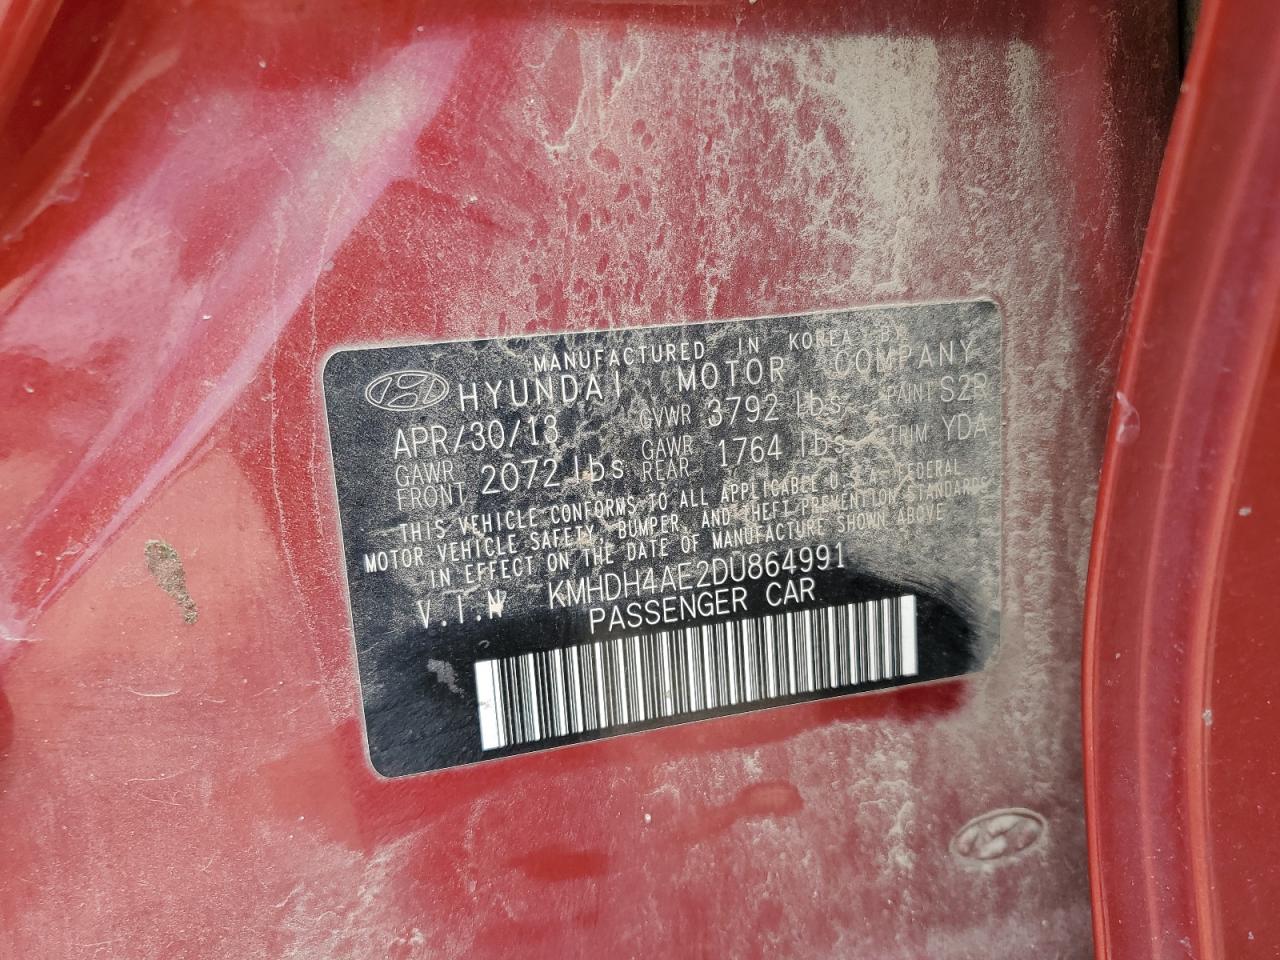 MANUFACTURED IN KOREA BY
HYUNDAI MOTOR COMPANY
APR/30/13 GVWR 3792 lbs PAINT S2R
GAWR FRONT 2072 lbs GAWR REAR 1764 lbs TRIM YDA
THIS VEHICLE CONFORMS TO ALL APPLICABLE U.S.A. FEDERAL
MOTOR VEHICLE SAFETY, BUMPER, AND THEFT PREVENTION STANDARDS
IN EFFECT ON THE DATE OF MANUFACTURE SHOWN ABOVE
V.I.N KMHDH4AE2DU864991
PASSENGER CAR